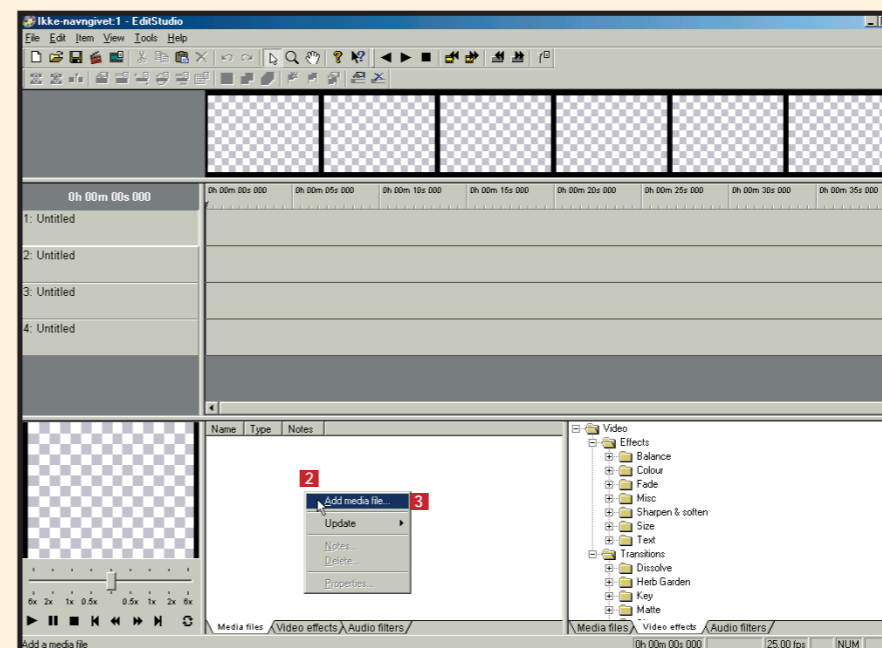 Ikke-navngivet:1 - EditStudio
File Edit Item View Tools Help
0h 00m 00s 000
0h 00m 00s 000 0h 00m 05s 000 0h 00m 10s 000 0h 00m 15s 000 0h 00m 20s 000 0h 00m 25s 000 0h 00m 30s 000 0h 00m 35s 000
1: Untitled
2: Untitled
3: Untitled
4: Untitled
Name Type Notes
2
Add media file...
3
Update
Notes...
Delete...
Properties...
Video
Effects
Balance
Colour
Fade
Misc
Sharpen & soften
Size
Text
Transitions
Dissolve
Herb Garden
Key
Matte
6x 2x 1x 0.5x 0.5x 1x 2x 6x
Media files Video effects Audio filters
Media files Video effects Audio filters
Add a media file
0h 00m 00s 000 25.00 fps NUM